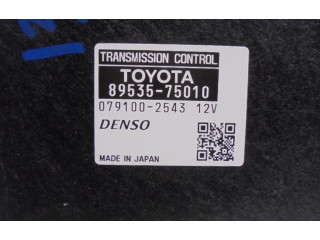 TRANSMISSION CONTROL
TOYOTA
89535-75010
079100-2543 12V
DENSO
MADE IN JAPAN